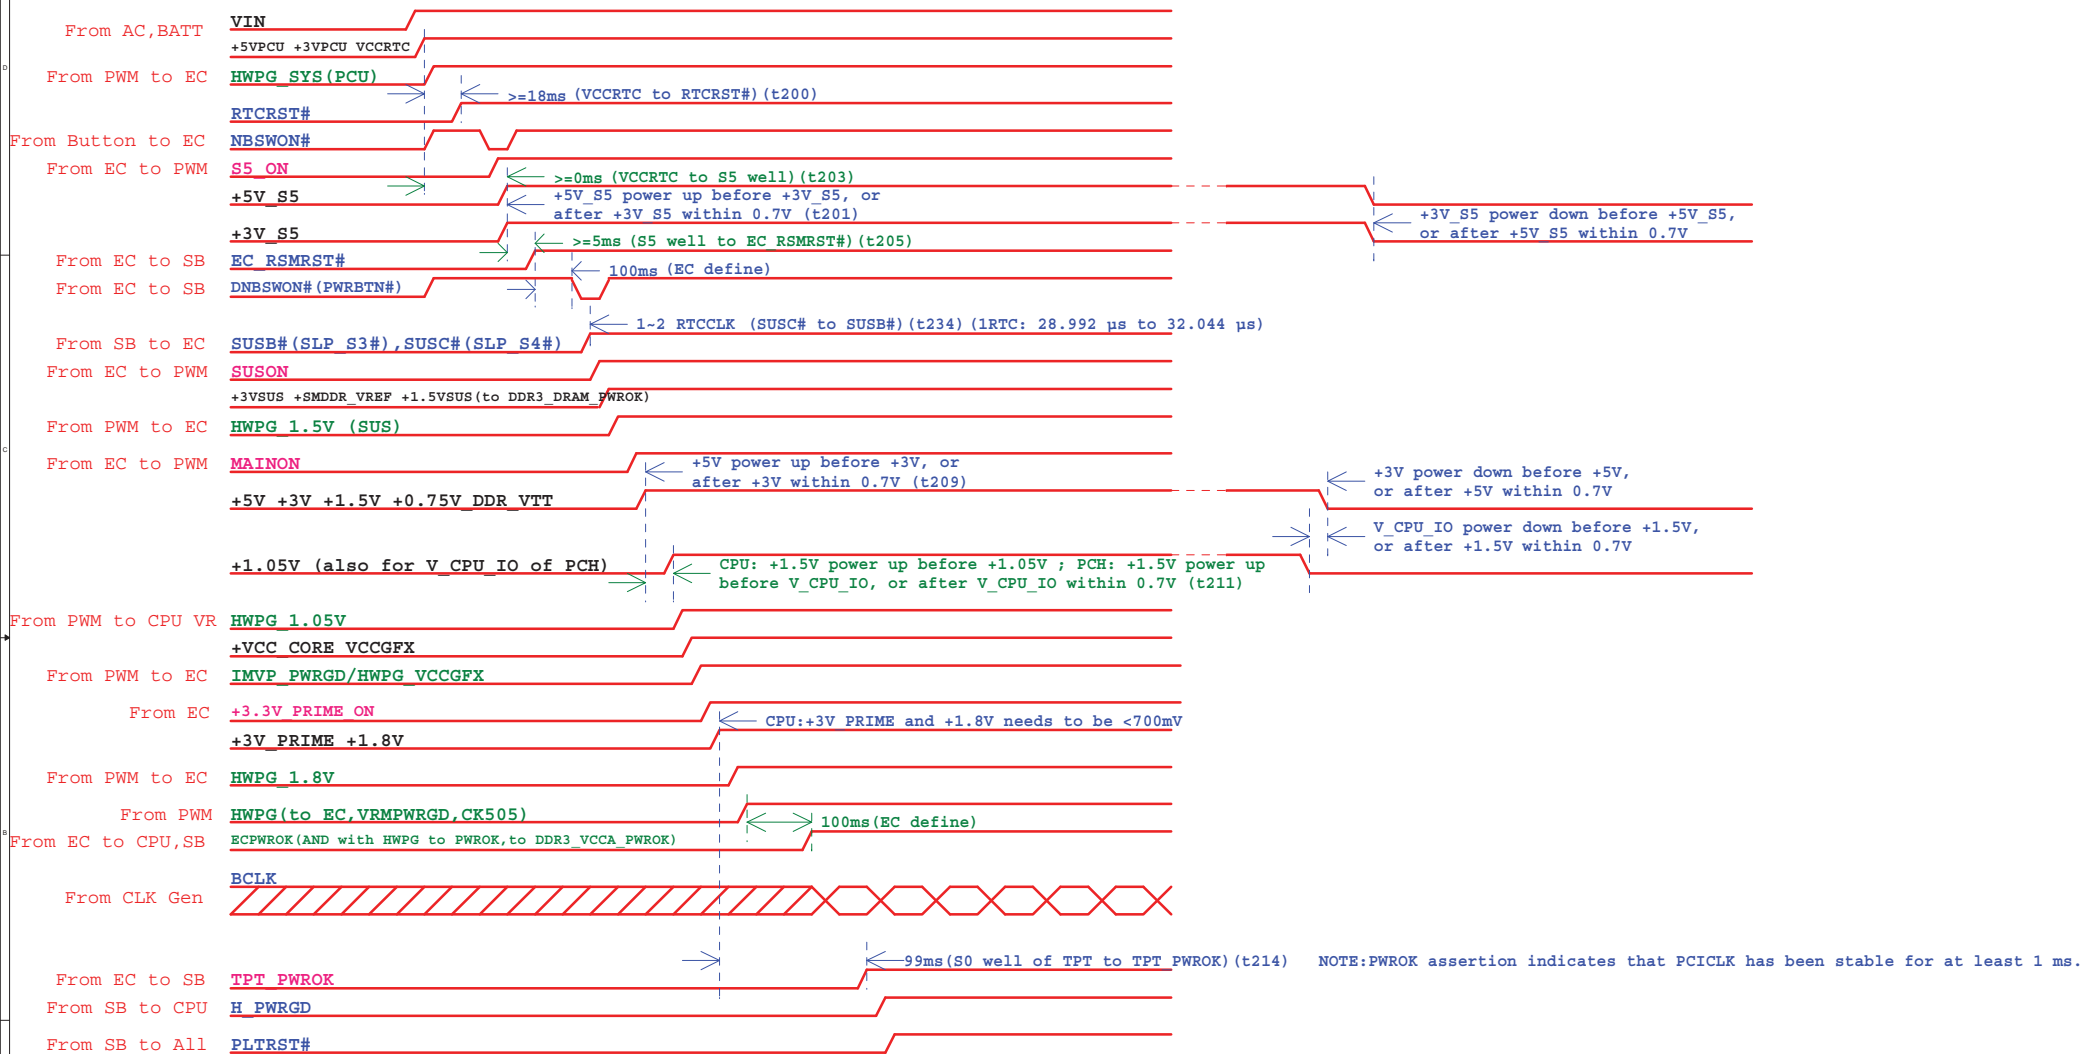 VIN
From AC,BATT
+5VPCU +3VPCU VCCRTC
D
From PWM to EC HWPG_SYS(PCU)
>=18ms (VCCRTC to RTCRST#)(t200)
RTCRST#
From Button to EC NBSWON#
From EC to PWM S5_ON
>=0ms (VCCRTC to S5 well)(t203)
+5V_S5
+5V_S5 power up before +3V_S5, or
after +3V_S5 within 0.7V (t201)
+3V_S5 power down before +5V_S5,
or after +5V_S5 within 0.7V
+3V_S5
>=5ms (S5 well to EC_RSMRST#)(t205)
From EC to SB EC_RSMRST#
100ms (EC define)
From EC to SB DNBSWON#(PWRBTN#)
1~2 RTCCLK (SUSC# to SUSB#)(t234)(1RTC: 28.992 µs to 32.044 µs)
From SB to EC SUSB#(SLP_S3#),SUSC#(SLP_S4#)
From EC to PWM SUSON
+3VSUS +SMDDR_VREF +1.5VSUS(to DDR3_DRAM_PWROK)
From PWM to EC HWPG_1.5V (SUS)
C
From EC to PWM MAINON
+5V power up before +3V, or
after +3V within 0.7V (t209)
+3V power down before +5V,
or after +5V within 0.7V
+5V +3V +1.5V +0.75V_DDR_VTT
V_CPU_IO power down before +1.5V,
or after +1.5V within 0.7V
+1.05V (also for V_CPU_IO of PCH)
CPU: +1.5V power up before +1.05V ; PCH: +1.5V power up
before V_CPU_IO, or after V_CPU_IO within 0.7V (t211)
From PWM to CPU VR HWPG_1.05V
+VCC_CORE VCCGFX
From PWM to EC IMVP_PWRGD/HWPG_VCCGFX
From EC +3.3V_PRIME_ON
CPU:+3V PRIME and +1.8V needs to be <700mV
+3V_PRIME +1.8V
From PWM to EC HWPG_1.8V
From PWM HWPG(to EC,VRMPWRGD,CK505)
100ms(EC define)
B
From EC to CPU,SB ECPWROK(AND with HWPG to PWROK,to DDR3_VCCA_PWROK)
BCLK
From CLK Gen
99ms(S0 well of TPT to TPT_PWROK)(t214) NOTE:PWROK assertion indicates that PCICLK has been stable for at least 1 ms.
From EC to SB TPT_PWROK
From SB to CPU H_PWRGD
From SB to All PLTRST#